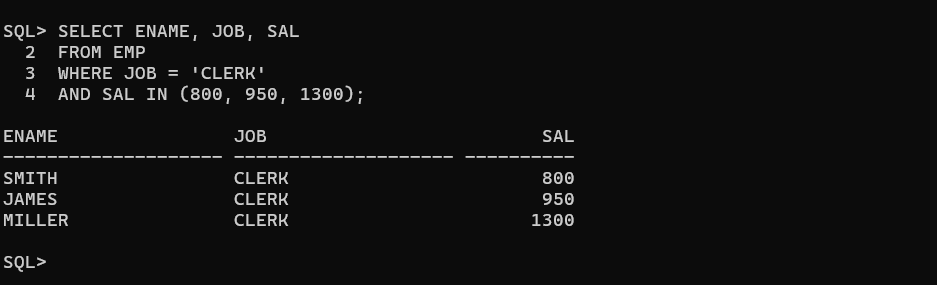 SQL> SELECT ENAME, JOB, SAL
  2  FROM EMP
  3  WHERE JOB = 'CLERK'
  4  AND SAL IN (800, 950, 1300);

ENAME                JOB                         SAL
-------------------- -------------------- ----------
SMITH                CLERK                       800
JAMES                CLERK                       950
MILLER               CLERK                      1300

SQL>